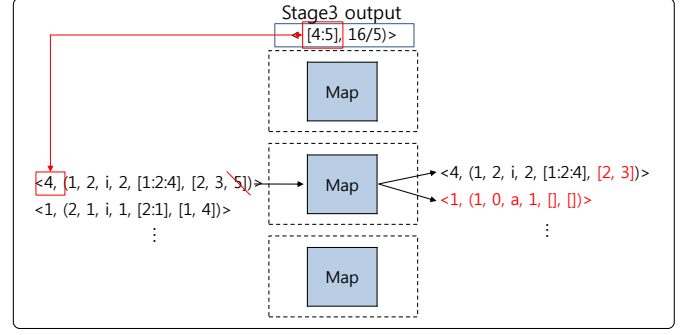 Stage3 output
< [4:5], 16/5)>
Map
<4, (1, 2, i, 2, [1:2:4], [2, 3, 5])>
<1, (2, 1, i, 1, [2:1], [1, 4])>
⋮
Map
<4, (1, 2, i, 2, [1:2:4], [2, 3])>
<1, (1, 0, a, 1, [], [])>
⋮
Map